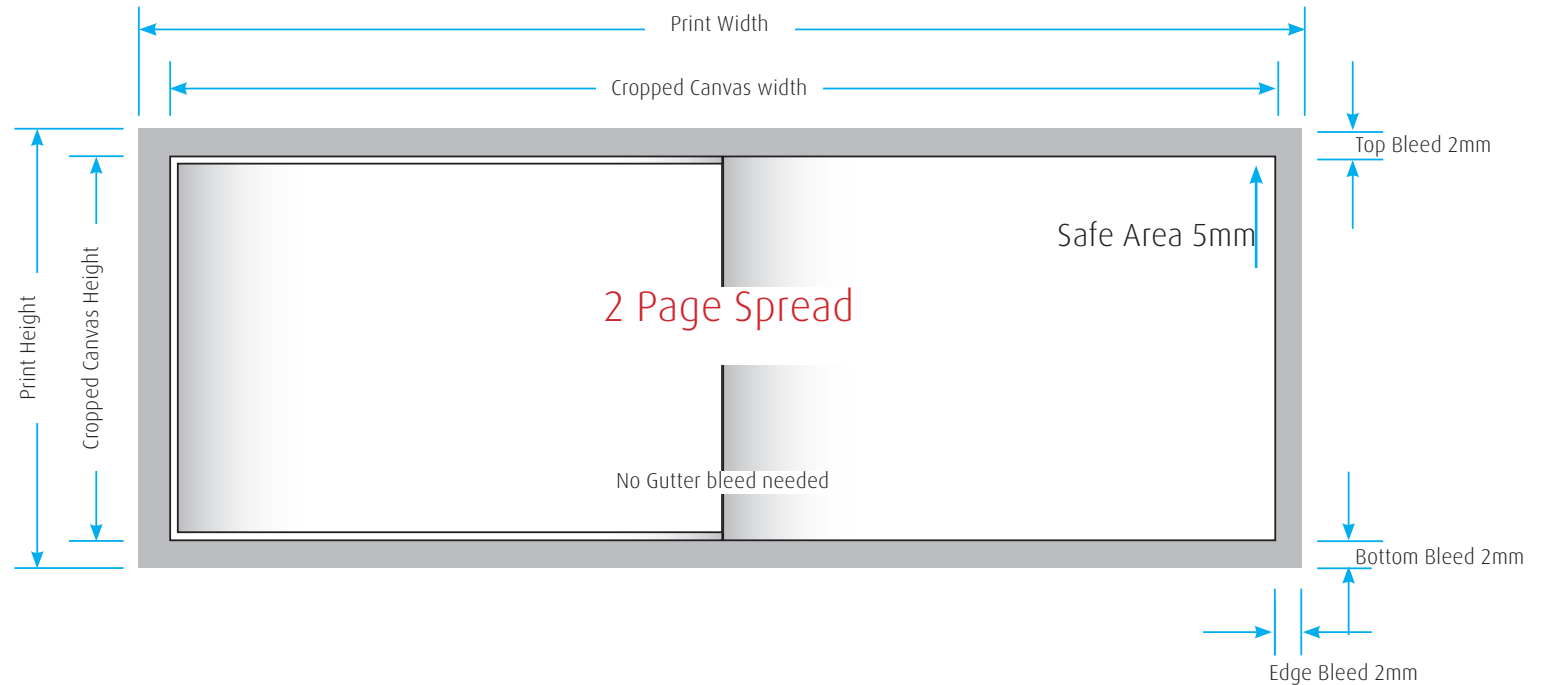 Print Width
Cropped Canvas width
Top Bleed 2mm
Safe Area 5mm
Print Height
Cropped Canvas Height
2 Page Spread
No Gutter bleed needed
Bottom Bleed 2mm
Edge Bleed 2mm